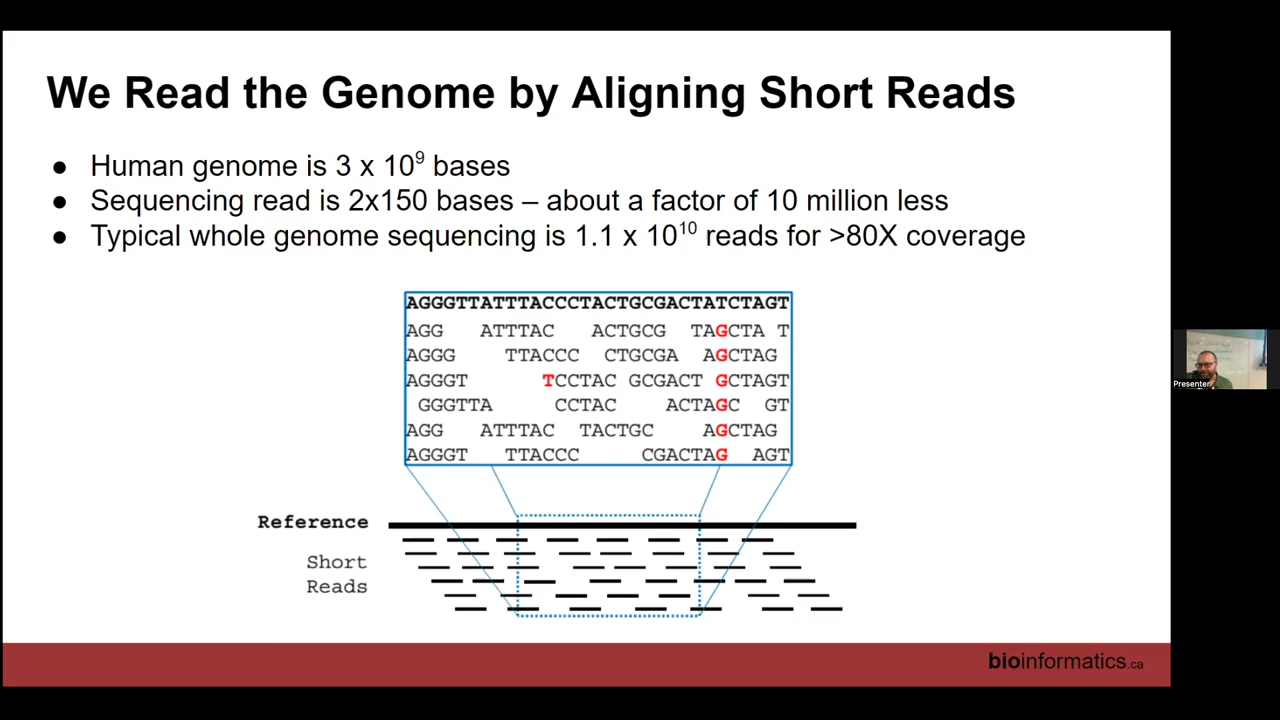 We Read the Genome by Aligning Short Reads
● Human genome is 3 x 10⁹ bases
● Sequencing read is 2x150 bases – about a factor of 10 million less
● Typical whole genome sequencing is 1.1 x 10¹⁰ reads for >80X coverage
AGGGTTATTTACCCTACTGCGACTATCTAGT
AGG ATTTAC ACTGCG TAGCTA T
AGGG TTACCC CTGCGA AGCTAG
AGGGT TCCTAC GCGACT GCTAGT
GGGTTA CCTAC ACTAGC GT
AGG ATTTAC TACTGC AGCTAG
AGGGT TTACCC CGACTAG AGT
Reference
Short
Reads
bioinformatics.ca
Presenter